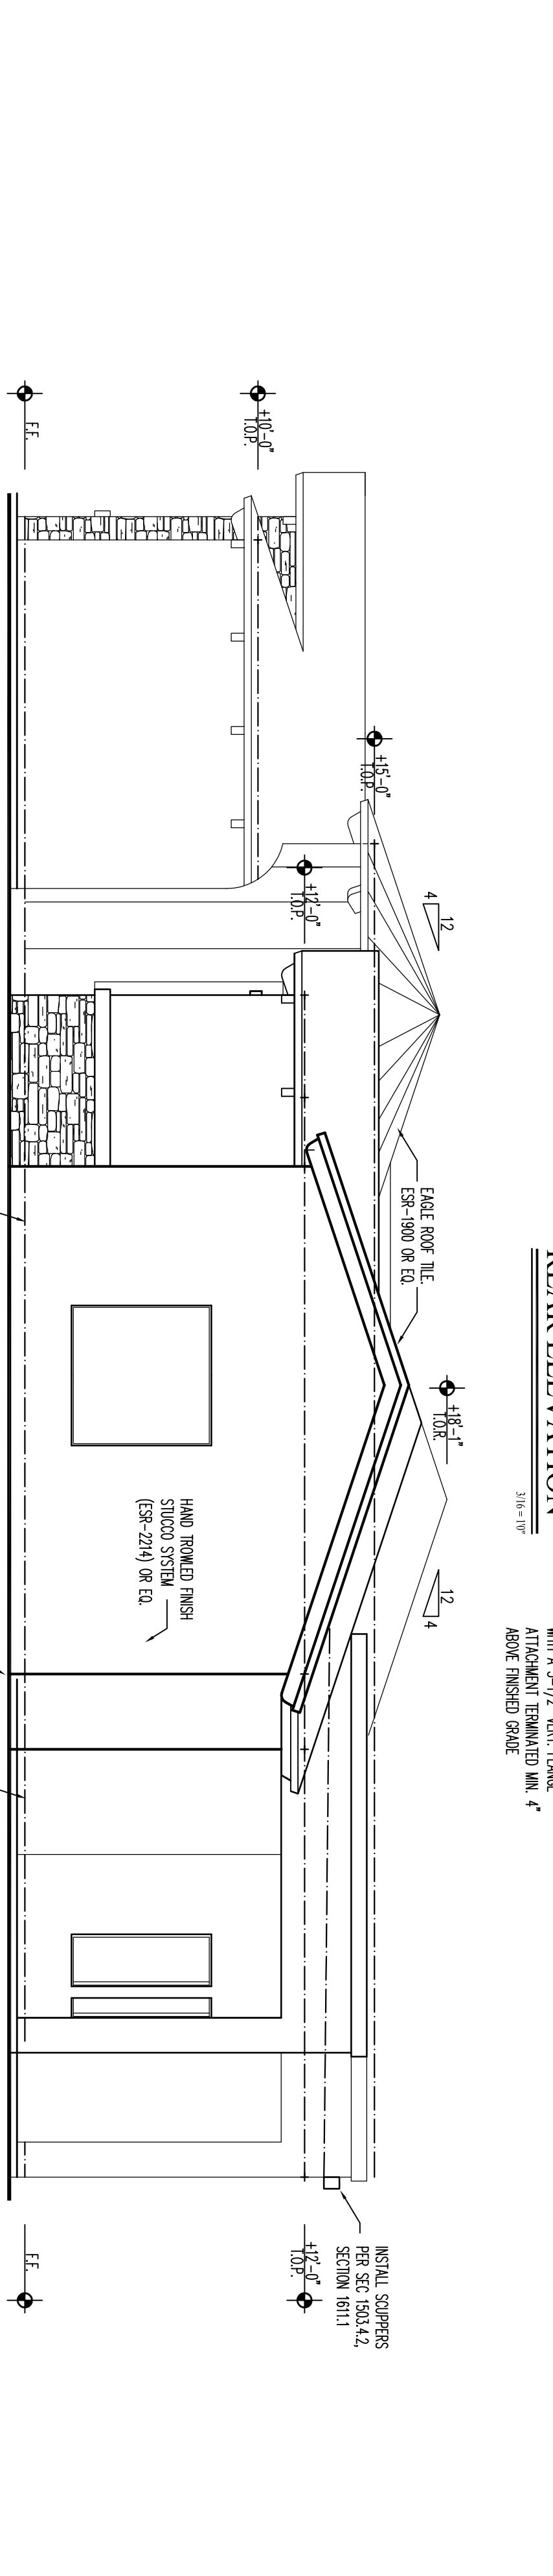 REAR ELEVATION
3/16 = 1'0"
ATTACHMENT TERMINATED MIN. 4"
ABOVE FINISHED GRADE
+18'-1"
T.O.R.
12
4
12
4
EAGLE ROOF TILE.
ESR-1900 OR EQ.
+15'-0"
T.O.P.
+12'-0"
T.O.P.
+10'-0"
T.O.P.
F.F.
HAND TROWLED FINISH
STUCCO SYSTEM
(ESR-2214) OR EQ.
INSTALL SCUPPERS
PER SEC 1503.4.2,
SECTION 1611.1
+12'-0"
T.O.P.
F.F.